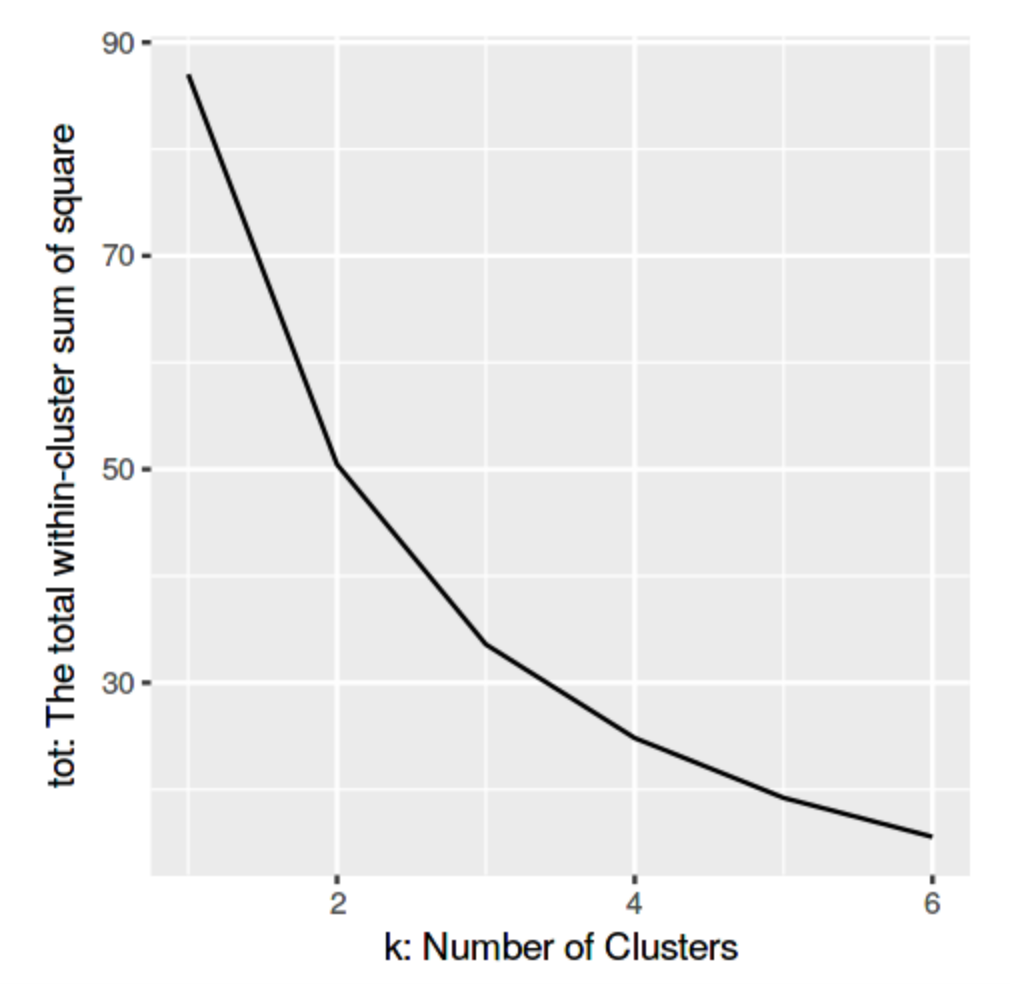 tot: The total within-cluster sum of square
90
70
50
30
2 4 6
k: Number of Clusters